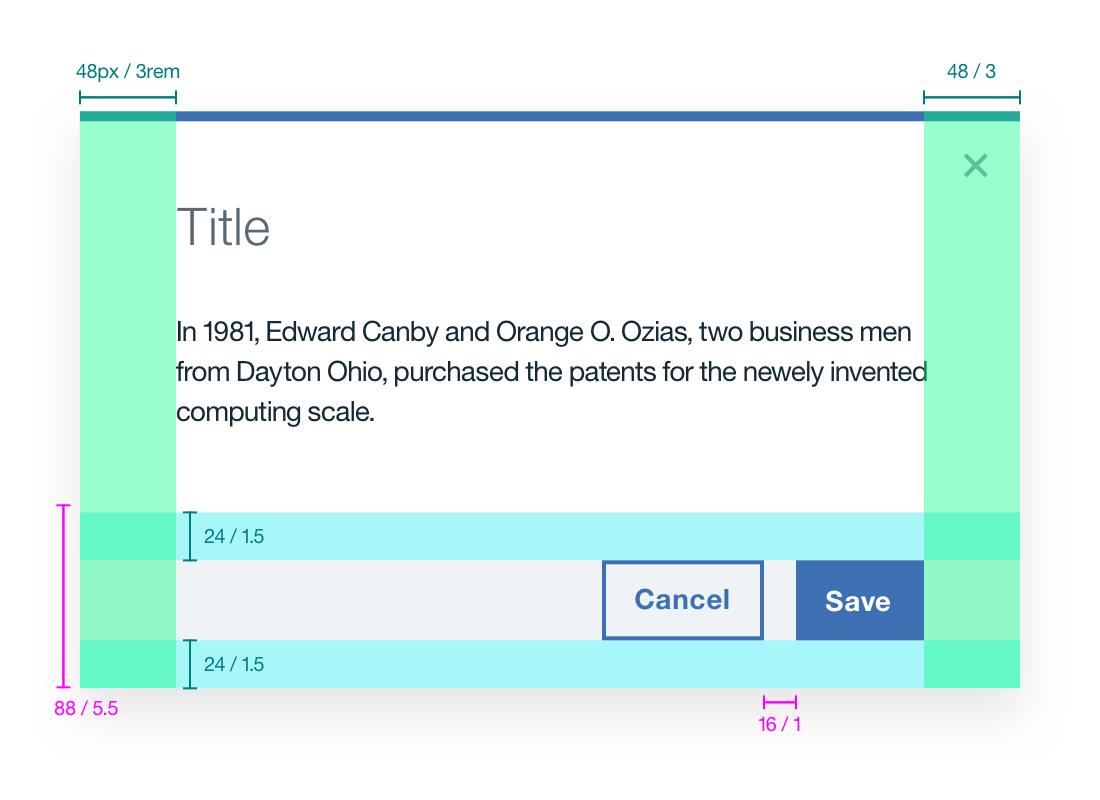 48px / 3rem
48 / 3
Title
In 1981, Edward Canby and Orange O. Ozias, two business men
from Dayton Ohio, purchased the patents for the newely invented
computing scale.
24 / 1.5
Cancel
Save
24 / 1.5
88 / 5.5
16 / 1